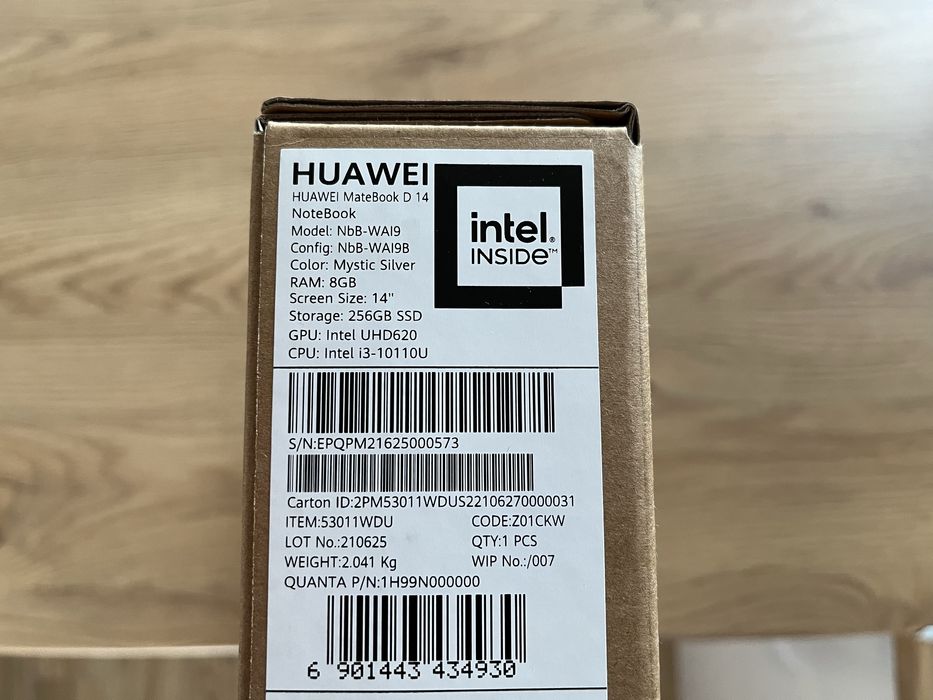 HUAWEI
HUAWEI MateBook D 14
NoteBook
Model: NbB-WAI9
Config: NbB-WAI9B
Color: Mystic Silver
RAM: 8GB
Screen Size: 14"
Storage: 256GB SSD
GPU: Intel UHD620
CPU: Intel i3-10110U
intel®
INSIDE™
S/N:EPQPM21625000573
Carton ID:2PM53011WDUS22106270000031
ITEM:53011WDU CODE:Z01CKW
LOT No.:210625 QTY:1 PCS
WEIGHT:2.041 Kg WIP No.:/007
QUANTA P/N:1H99N000000
6 901443 434930